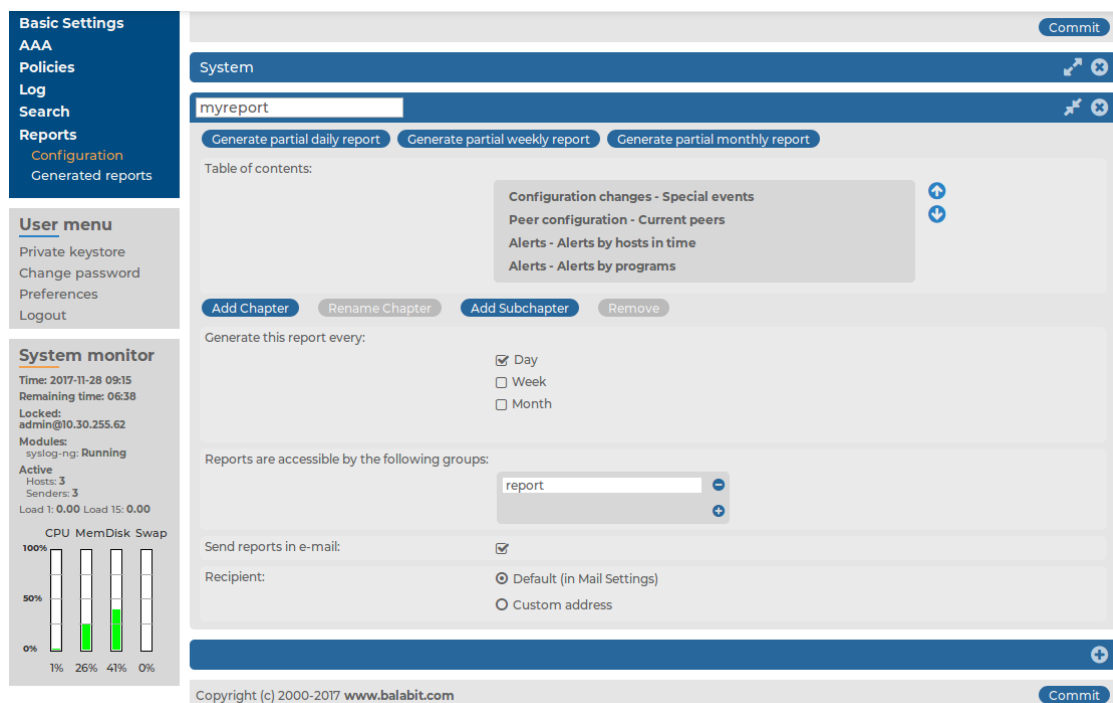 Basic Settings
AAA
Policies
Log
Search
Reports
Configuration
Generated reports
User menu
Private keystore
Change password
Preferences
Logout
System monitor
Time: 2017-11-28 09:15
Remaining time: 06:38
Locked:
admin@10.30.255.62
Modules:
syslog-ng: Running
Active
Hosts: 3
Senders: 3
Load 1: 0.00 Load 15: 0.00
CPU Mem Disk Swap
100%
50%
0%
1% 26% 41% 0%
Commit
System
myreport
Generate partial daily report Generate partial weekly report Generate partial monthly report
Table of contents:
Configuration changes - Special events
Peer configuration - Current peers
Alerts - Alerts by hosts in time
Alerts - Alerts by programs
Add Chapter Rename Chapter Add Subchapter Remove
Generate this report every:
Day
Week
Month
Reports are accessible by the following groups:
report
Send reports in e-mail:
Recipient:
Default (in Mail Settings)
Custom address
Copyright (c) 2000-2017 www.balabit.com
Commit